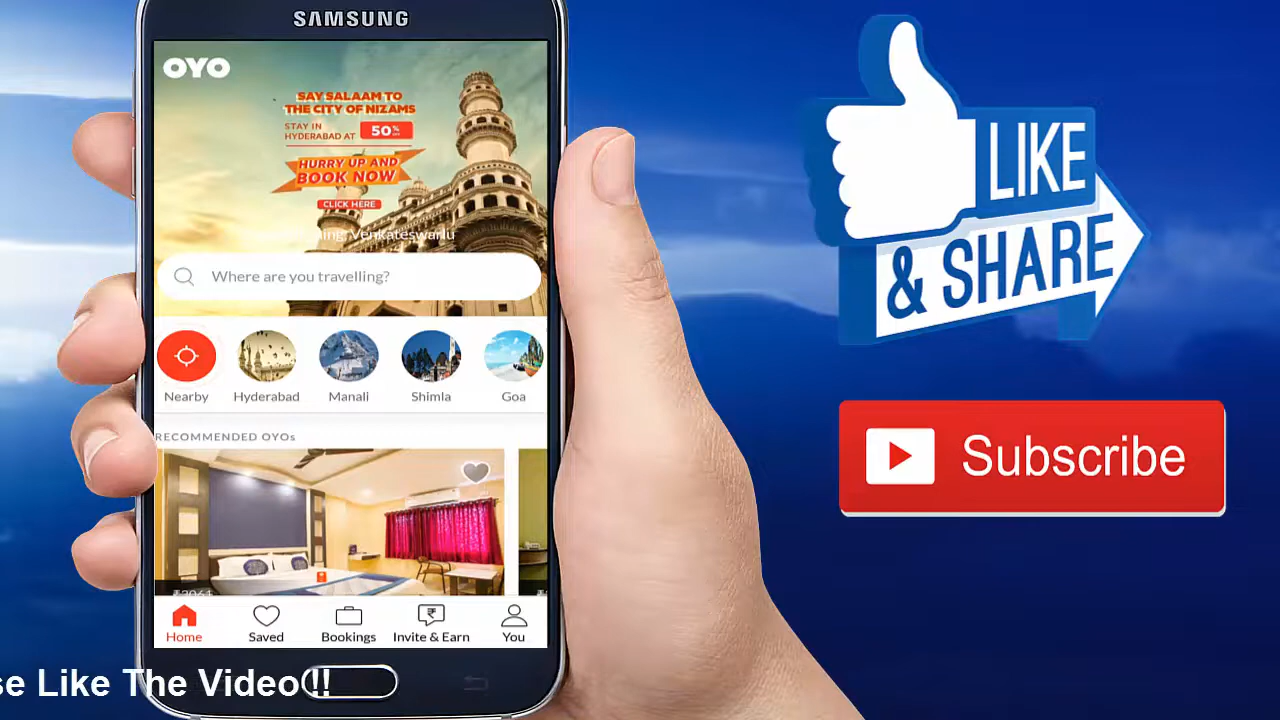 SAMSUNG
OYO
SAY SALAAM TO
THE CITY OF NIZAMS
STAY IN
HYDERABAD AT 50%
HURRY UP AND
BOOK NOW
CLICK HERE
Venkateswarlu
Where are you travelling?
Nearby
Hyderabad
Manali
Shimla
Goa
RECOMMENDED OYOs
Home
Saved
Bookings
Invite & Earn
You
Like The Video !!
LIKE
& SHARE
Subscribe